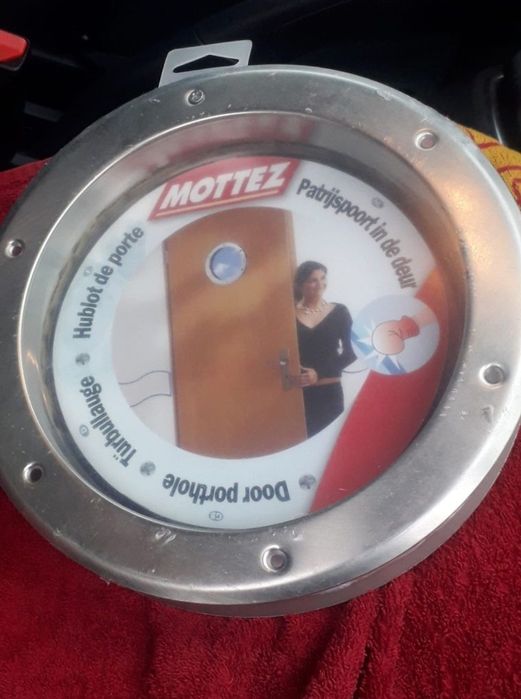 MOTTEZ
Patrijspoort in de deur
Hublot de porte
Türbullauge
Door porthole